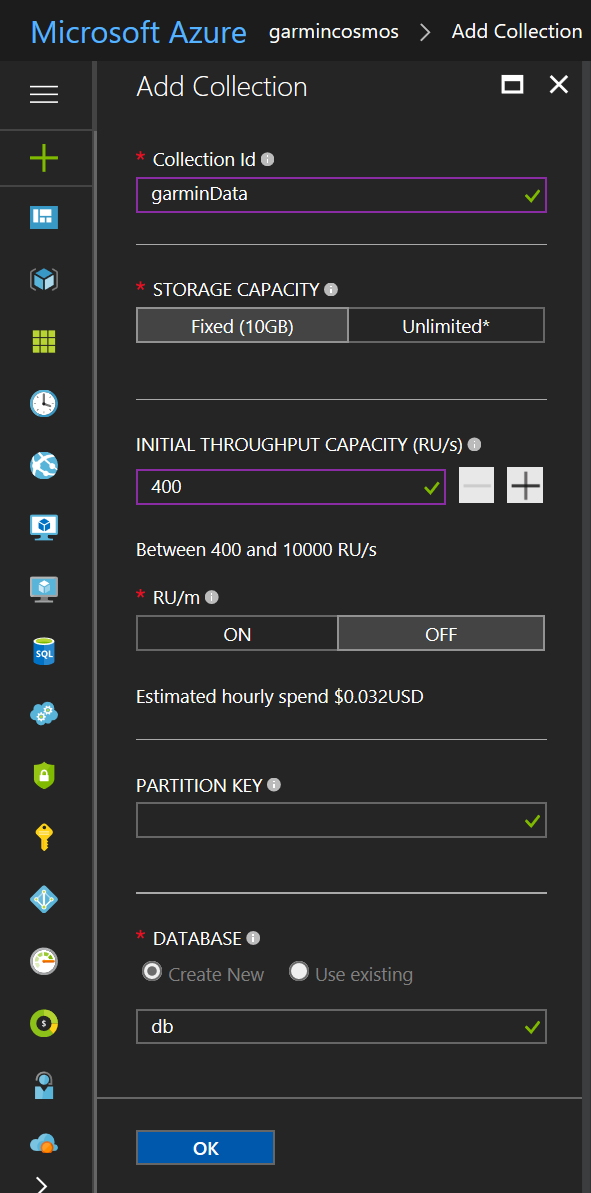 Microsoft Azure garmincosmos > Add Collection
Add Collection
* Collection Id
garminData
* STORAGE CAPACITY
Fixed (10GB) Unlimited*
INITIAL THROUGHPUT CAPACITY (RU/s)
400
Between 400 and 10000 RU/s
* RU/m
ON OFF
Estimated hourly spend $0.032USD
PARTITION KEY
* DATABASE
Create New Use existing
db
SQL
OK